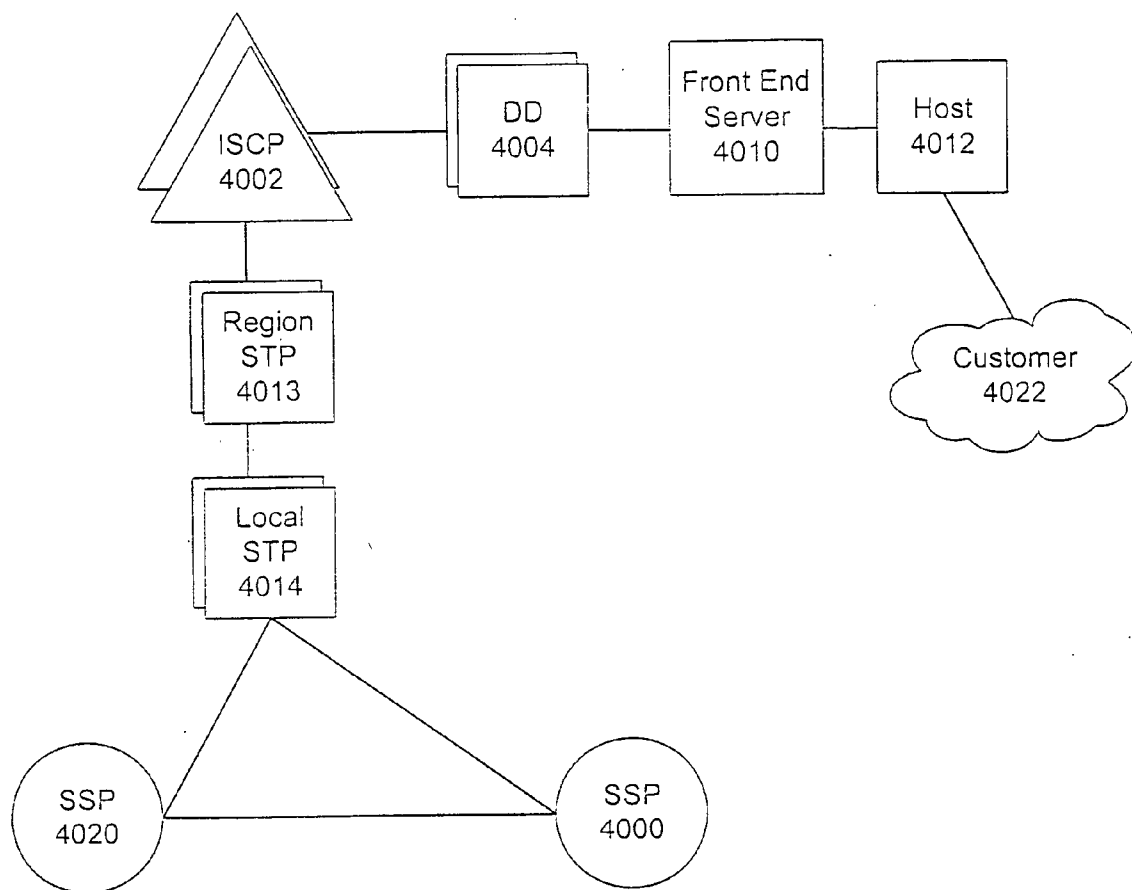 ISCP
4002
DD
4004
Front End
Server
4010
Host
4012
Region
STP
4013
Customer
4022
Local
STP
4014
SSP
4020
SSP
4000